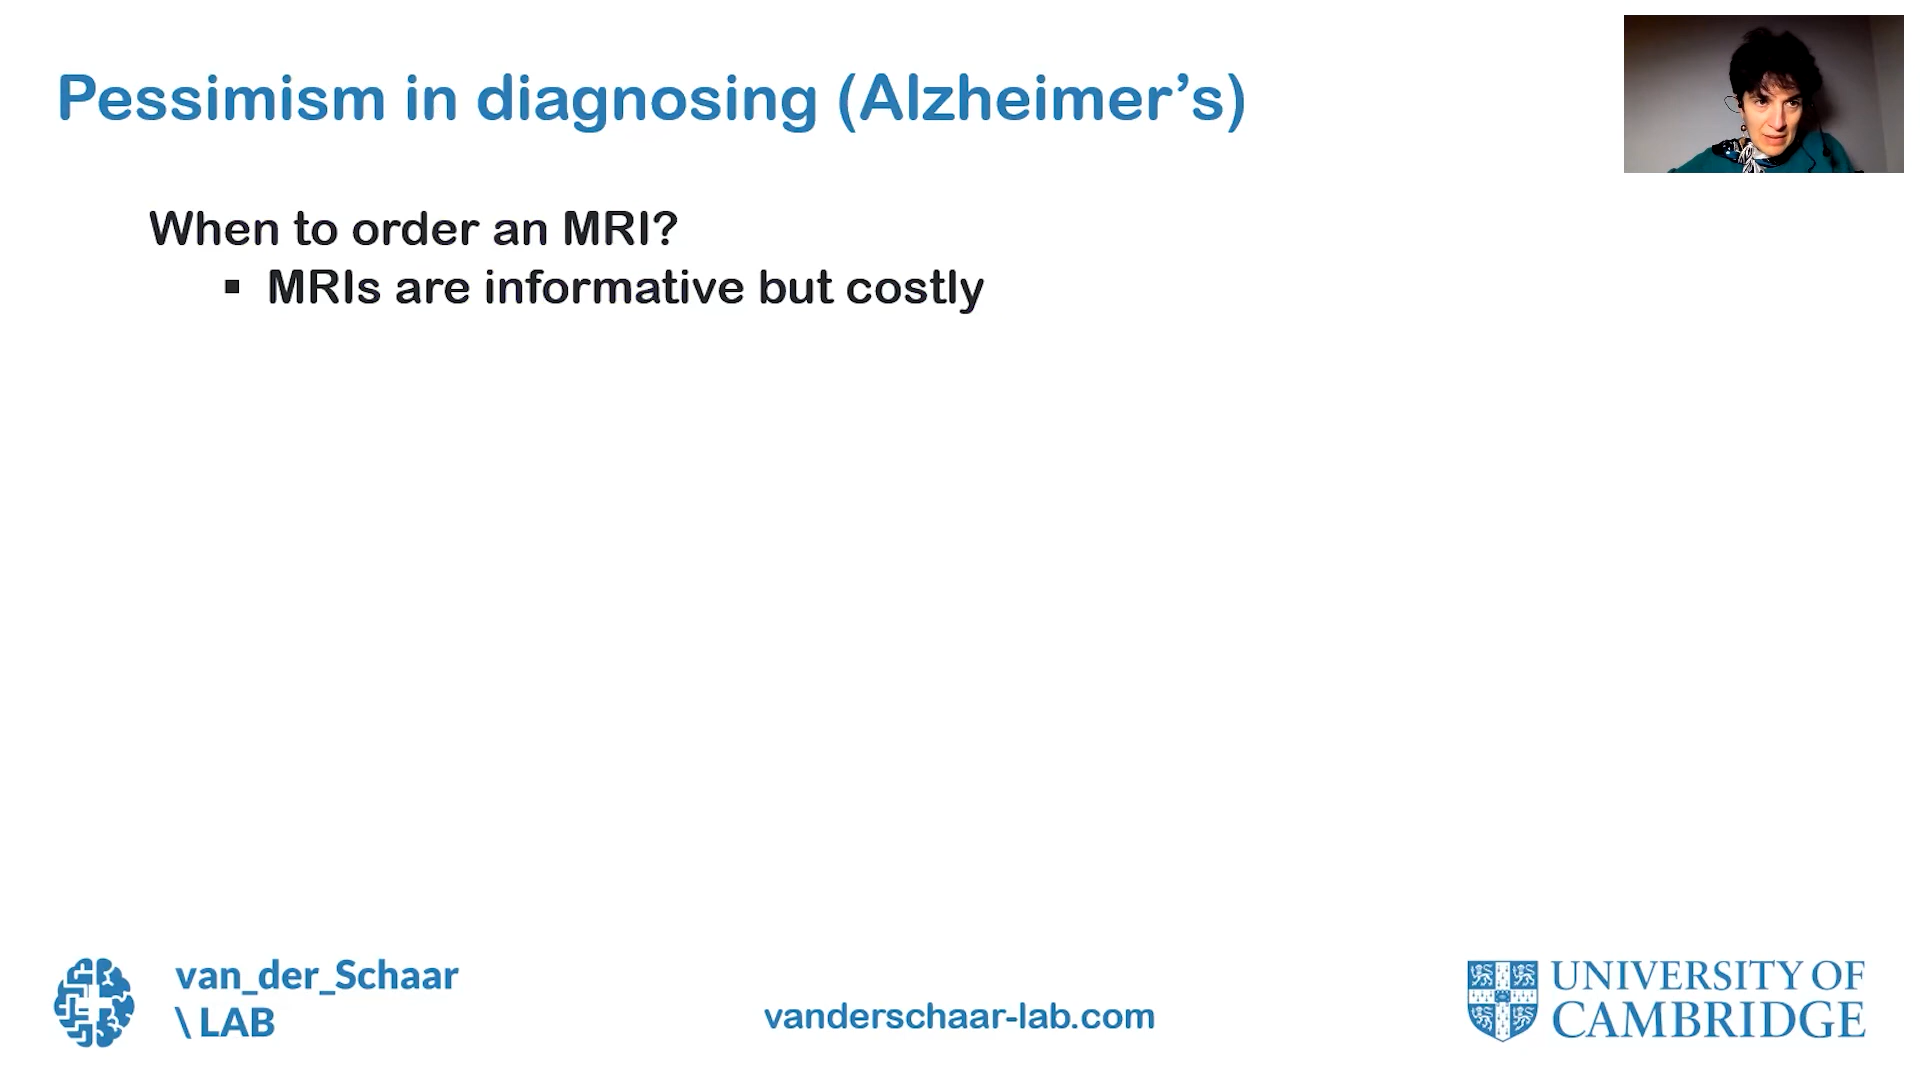 Pessimism in diagnosing (Alzheimer’s)
When to order an MRI?
▪ MRIs are informative but costly
van_der_Schaar
\ LAB
vanderschaar-lab.com
UNIVERSITY OF
CAMBRIDGE